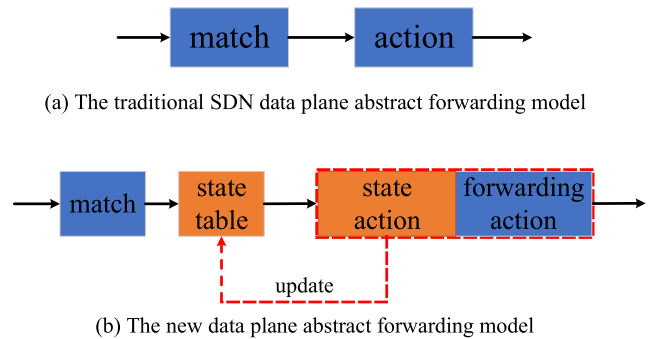 match action
(a) The traditional SDN data plane abstract forwarding model
match state table state action forwarding action
update
(b) The new data plane abstract forwarding model